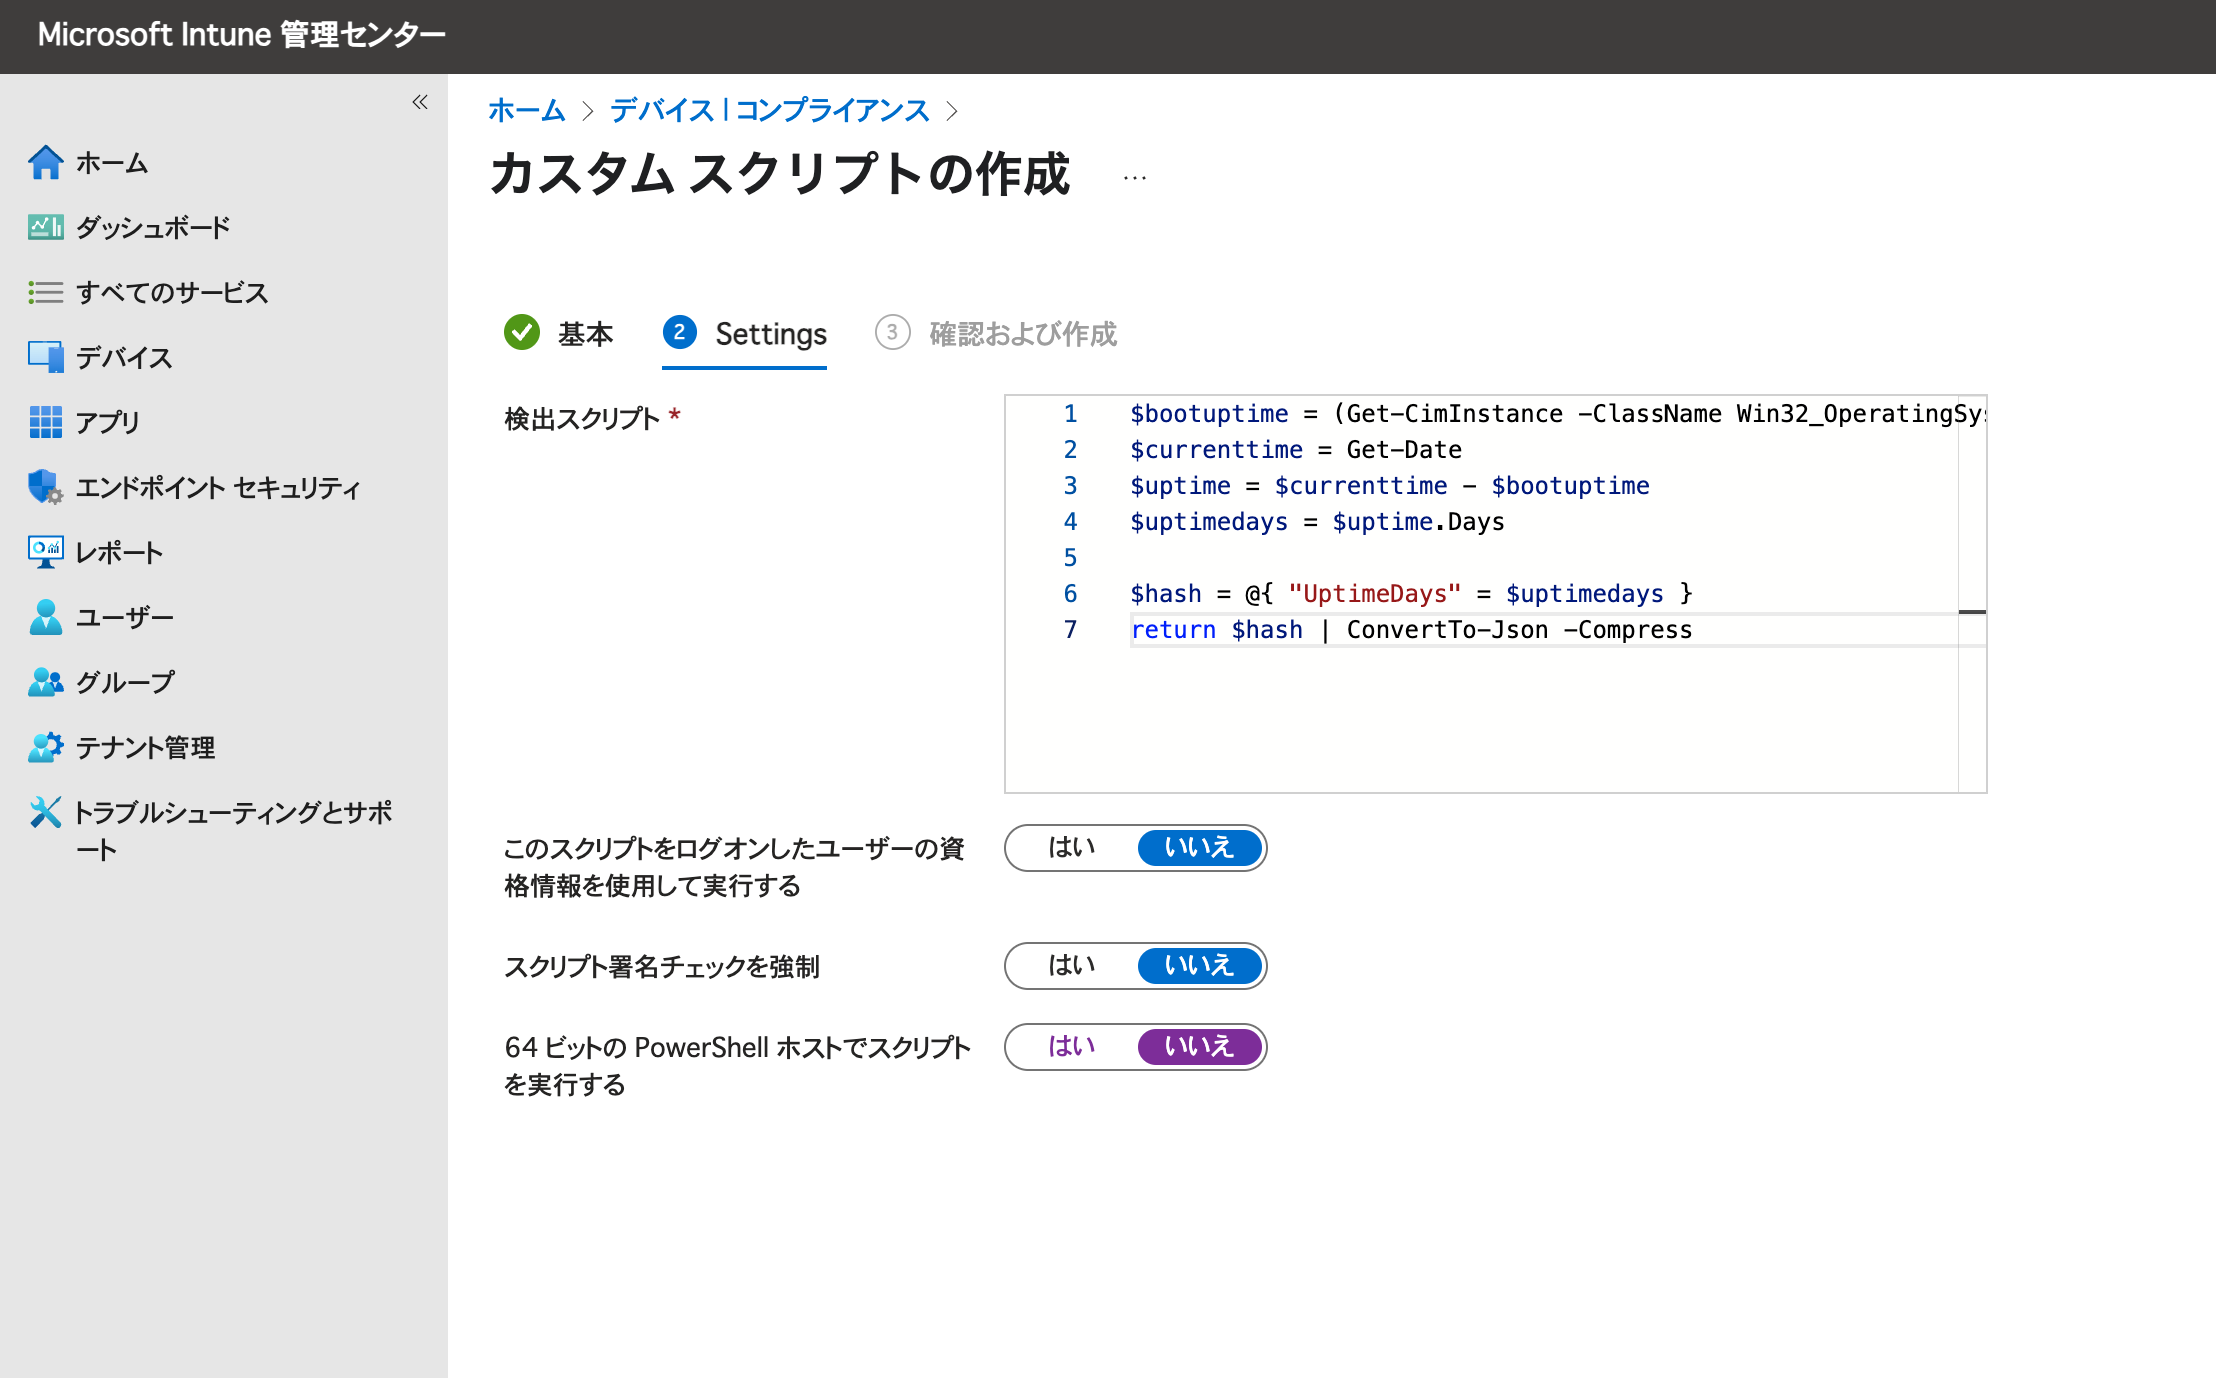 Microsoft Intune 管理センター
ホーム
ダッシュボード
すべてのサービス
デバイス
アプリ
エンドポイント セキュリティ
レポート
ユーザー
グループ
テナント管理
トラブルシューティングとサポ
ート
ホーム > デバイス | コンプライアンス >
カスタム スクリプトの作成 ...
基本 2 Settings 3 確認および作成
検出スクリプト *
1 $bootuptime = (Get-CimInstance -ClassName Win32_OperatingSys
2 $currenttime = Get-Date
3 $uptime = $currenttime - $bootuptime
4 $uptimedays = $uptime.Days
5
6 $hash = @{ "UptimeDays" = $uptimedays }
7 return $hash | ConvertTo-Json -Compress
このスクリプトをログオンしたユーザーの資
格情報を使用して実行する
はい いいえ
スクリプト署名チェックを強制
はい いいえ
64 ビットの PowerShell ホストでスクリプト
を実行する
はい いいえ